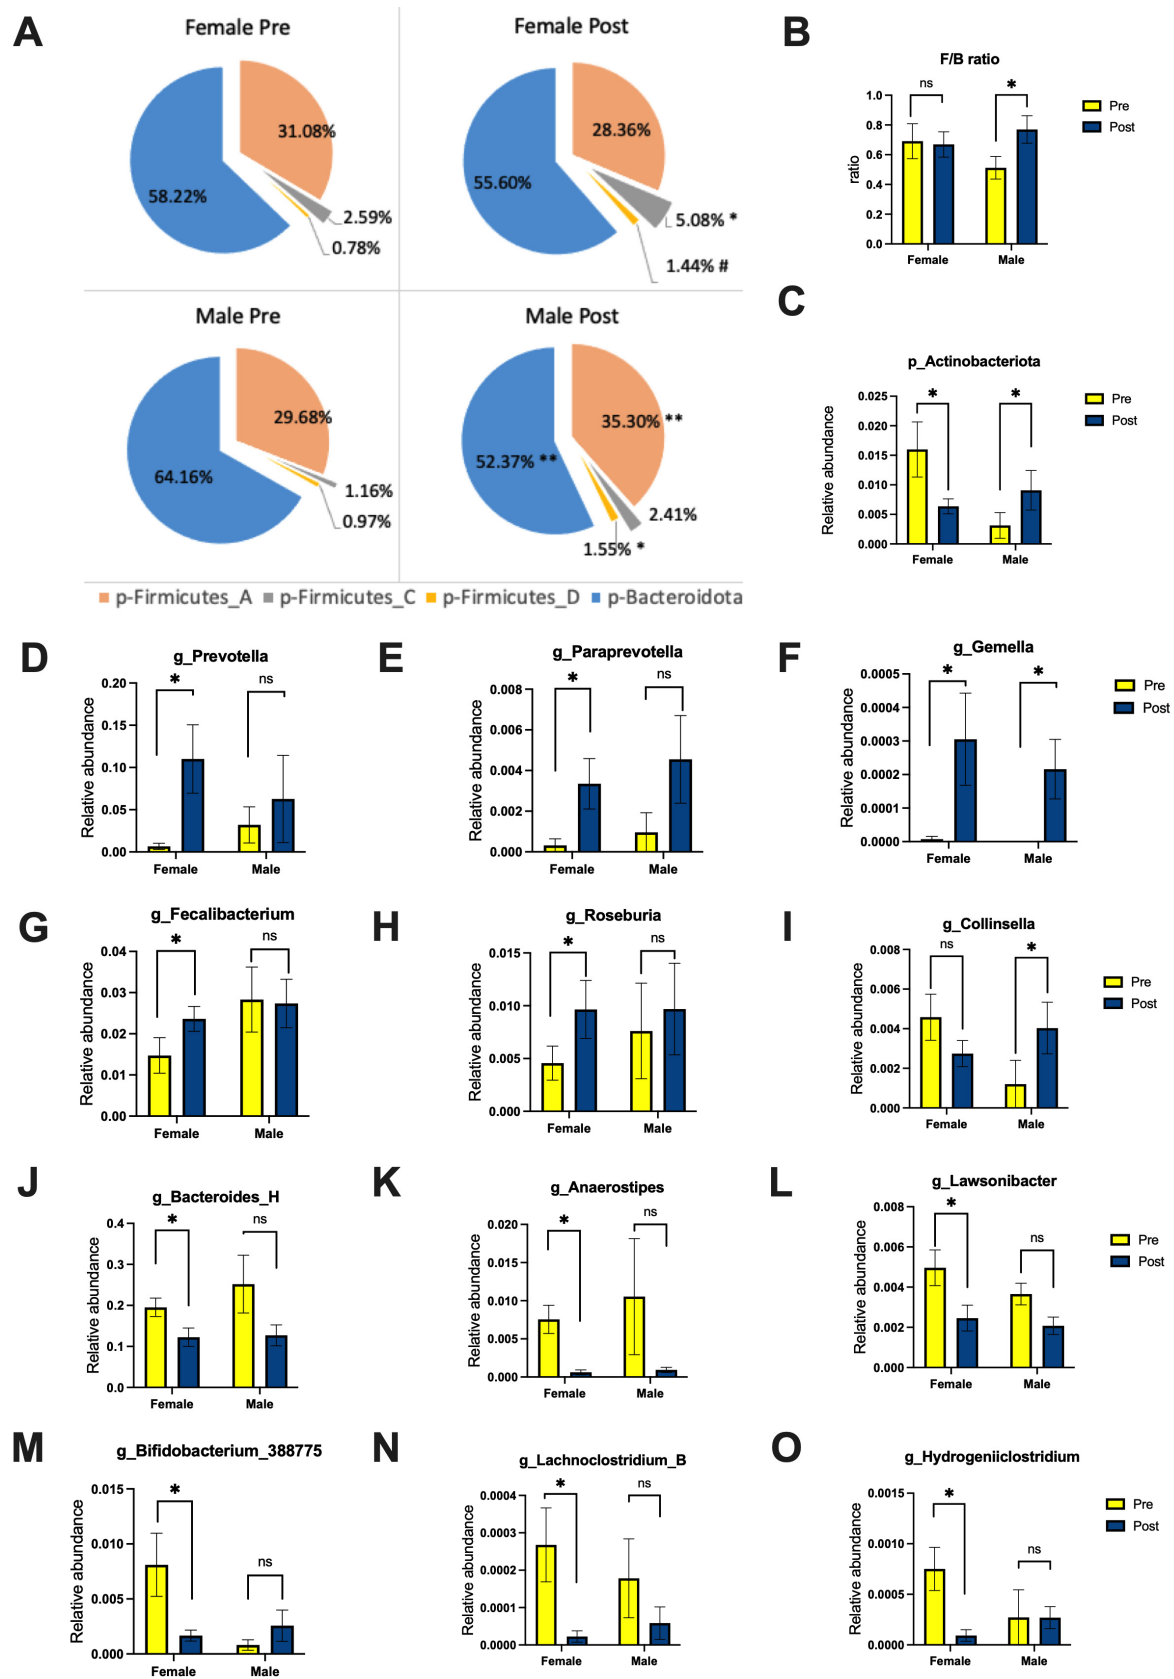 A
Female Pre
31.08%
58.22%
2.59%
0.78%
Female Post
28.36%
55.60%
5.08% *
1.44% #
Male Pre
29.68%
64.16%
1.16%
0.97%
Male Post
35.30% **
52.37% **
2.41%
1.55% *
p-Firmicutes_A p-Firmicutes_C p-Firmicutes_D p-Bacteroidota
B
F/B ratio
ns
*
1.0
0.8
0.6
0.4
0.2
0.0
ratio
Female Male
Pre
Post
C
p_Actinobacteriota
* *
0.025
0.020
0.015
0.010
0.005
0.000
Relative abundance
Female Male
Pre
Post
D
g_Prevotella
* ns
0.20
0.15
0.10
0.05
0.00
Relative abundance
Female Male
E
g_Paraprevotella
* ns
0.008
0.006
0.004
0.002
0.000
Relative abundance
Female Male
F
g_Gemella
* *
0.0005
0.0004
0.0003
0.0002
0.0001
0.0000
Relative abundance
Female Male
Pre
Post
G
g_Fecalibacterium
* ns
0.04
0.03
0.02
0.01
0.00
Relative abundance
Female Male
H
g_Roseburia
* ns
0.015
0.010
0.005
0.000
Relative abundance
Female Male
I
g_Collinsella
ns *
0.008
0.006
0.004
0.002
0.000
Relative abundance
Female Male
Pre
Post
J
g_Bacteroides_H
* ns
0.4
0.3
0.2
0.1
0.0
Relative abundance
Female Male
K
g_Anaerostipes
* ns
0.020
0.015
0.010
0.005
0.000
Relative abundance
Female Male
L
g_Lawsonibacter
* ns
0.008
0.006
0.004
0.002
0.000
Relative abundance
Female Male
Pre
Post
M
g_Bifidobacterium_388775
* ns
0.015
0.010
0.005
0.000
Relative abundance
Female Male
N
g_Lachnoclostridium_B
* ns
0.0004
0.0003
0.0002
0.0001
0.0000
Relative abundance
Female Male
O
g_Hydrogeniiclostridium
* ns
0.0015
0.0010
0.0005
0.0000
Relative abundance
Female Male
Pre
Post